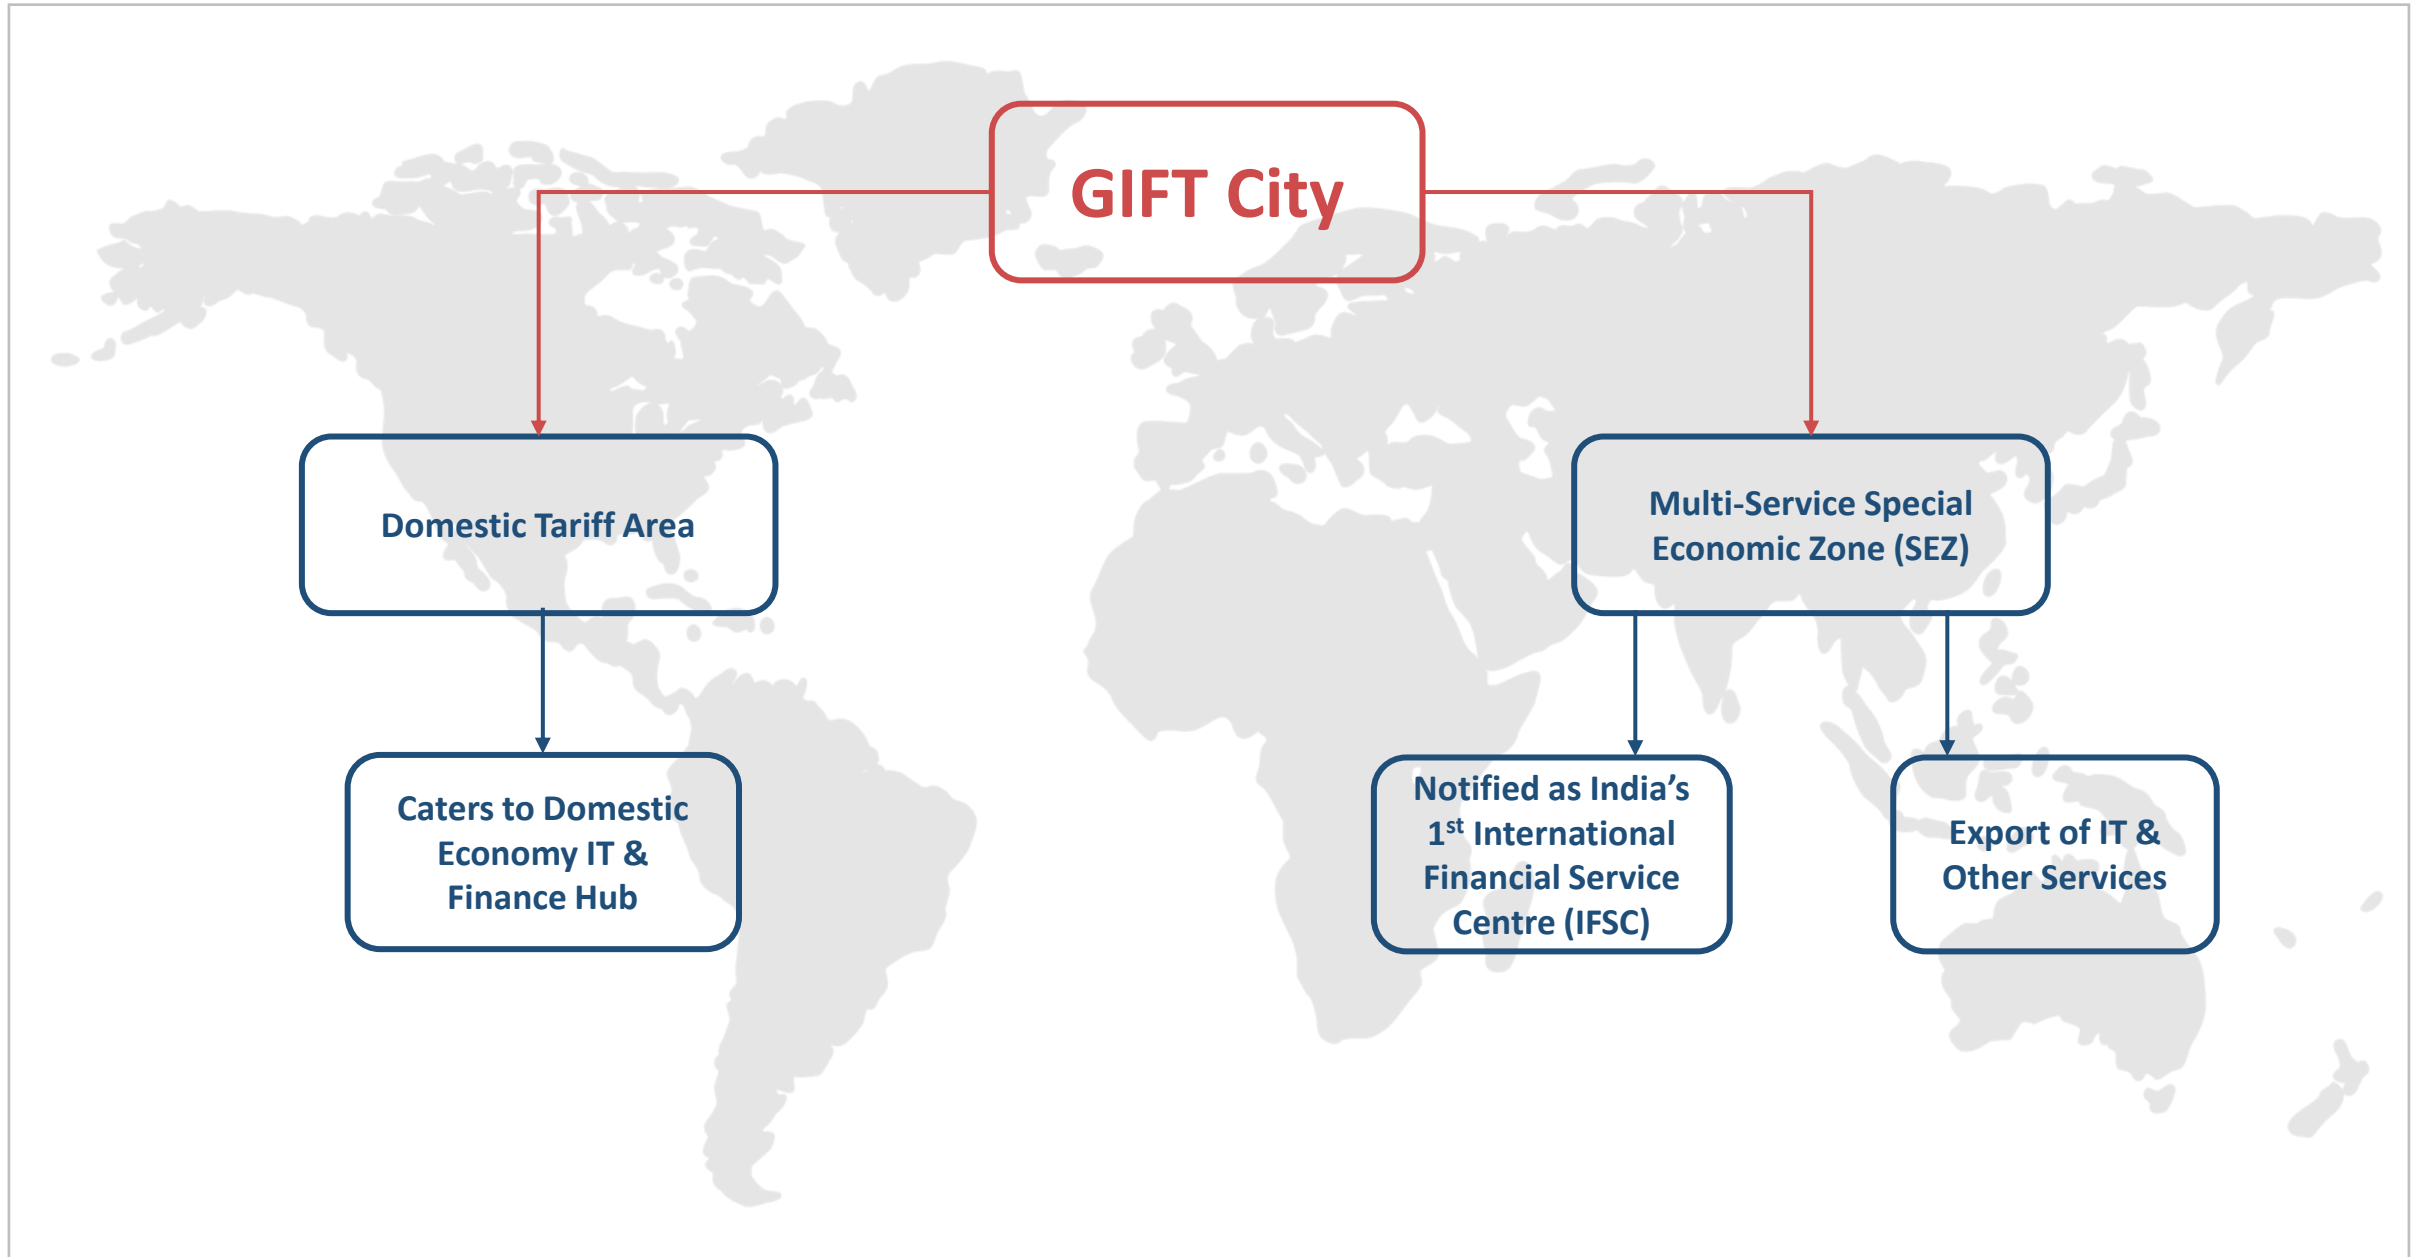 GIFT City
Domestic Tariff Area
Multi-Service Special
Economic Zone (SEZ)
Caters to Domestic
Economy IT &
Finance Hub
Notified as India’s
1st International
Financial Service
Centre (IFSC)
Export of IT &
Other Services